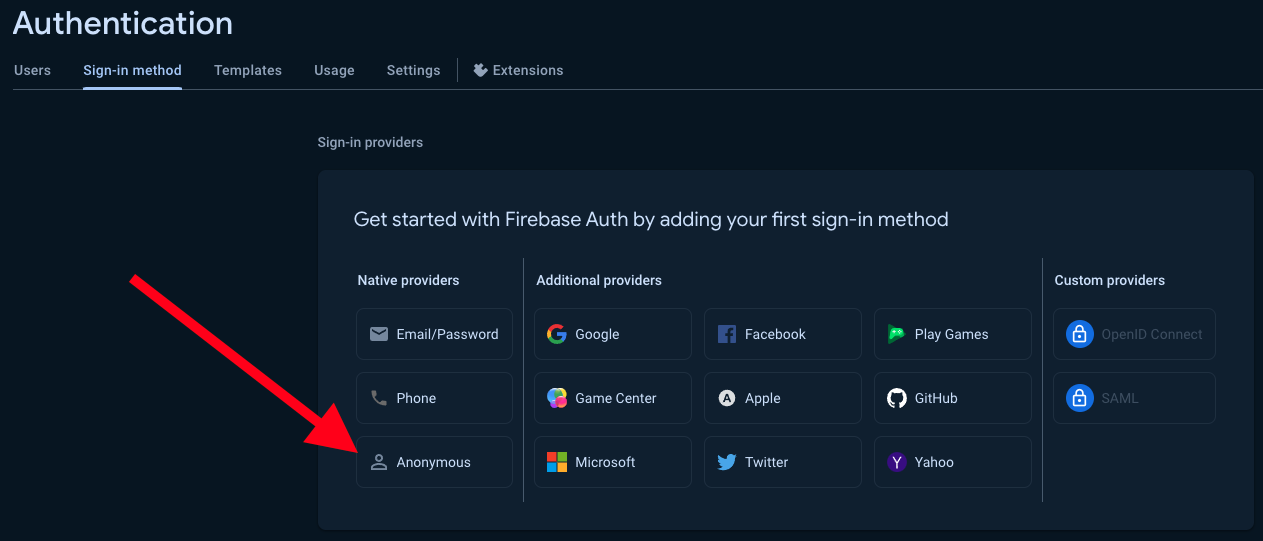 Authentication
Users Sign-in method Templates Usage Settings Extensions
Sign-in providers
Get started with Firebase Auth by adding your first sign-in method
Native providers Additional providers Custom providers
Email/Password Google Facebook Play Games OpenID Connect
Phone Game Center Apple GitHub SAML
Anonymous Microsoft Twitter Yahoo